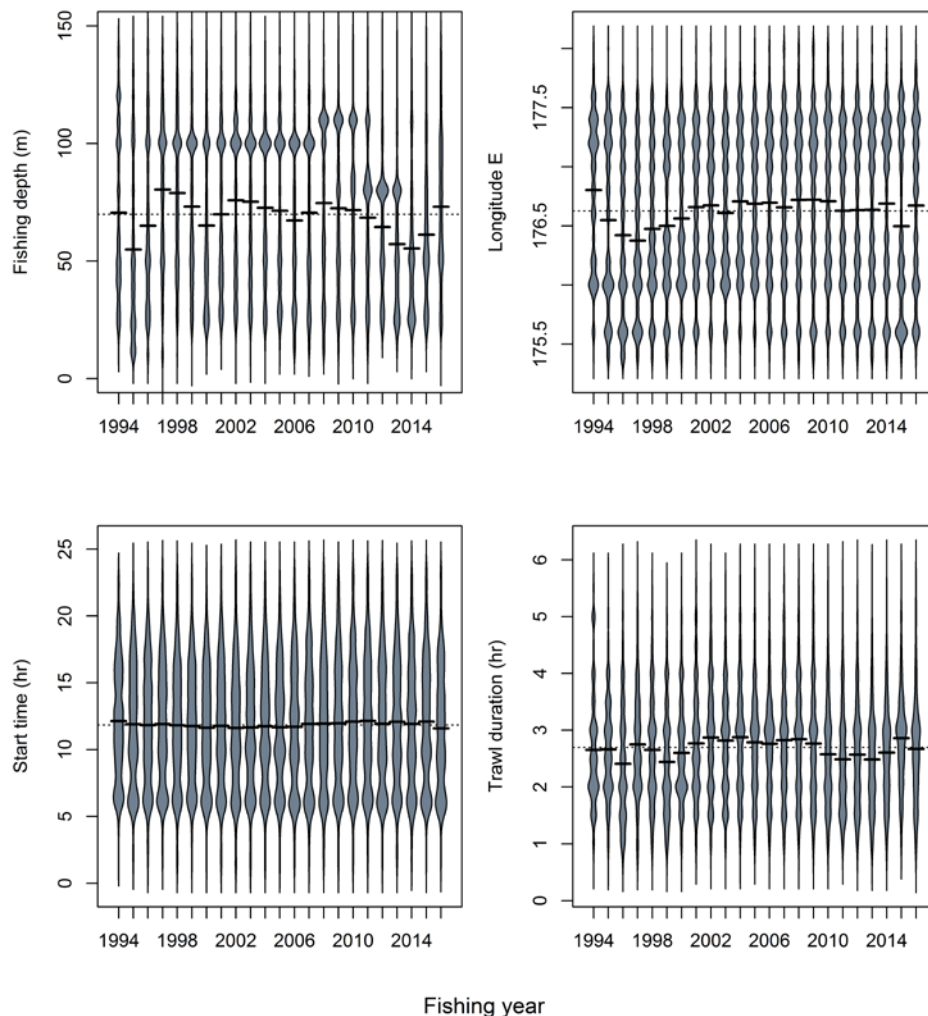 Fishing depth (m)
150
100
50
0
1994 1998 2002 2006 2010 2014
Longitude E
177.5
176.5
175.5
1994 1998 2002 2006 2010 2014
Start time (hr)
25
20
15
10
5
0
1994 1998 2002 2006 2010 2014
Trawl duration (hr)
6
5
4
3
2
1
0
1994 1998 2002 2006 2010 2014
Fishing year